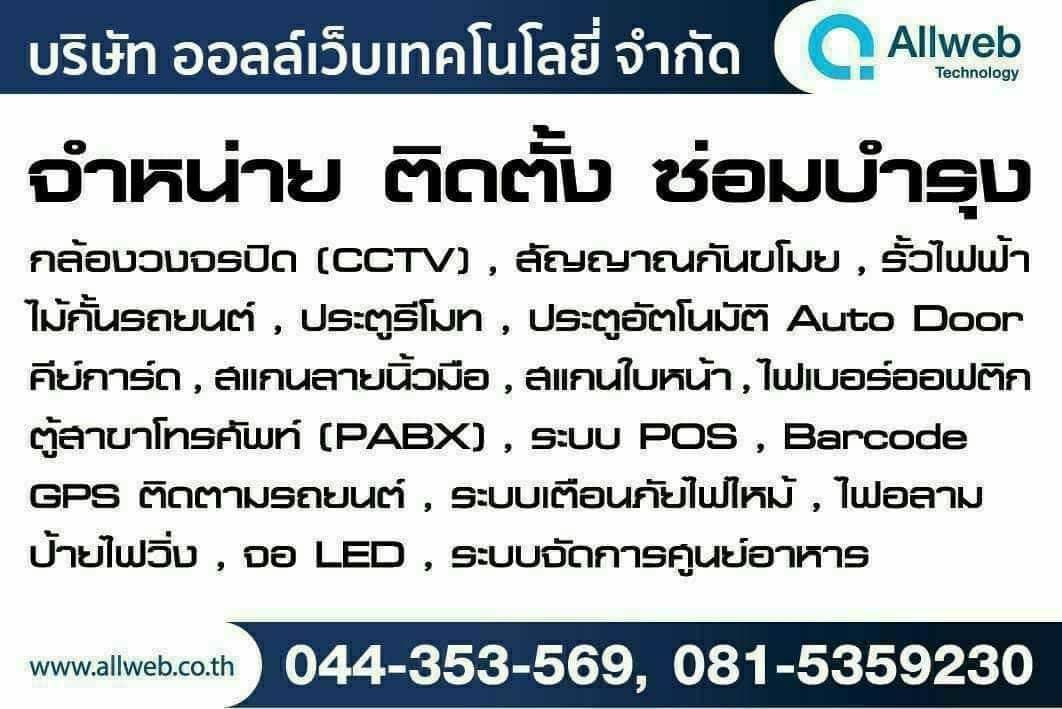 บริษัท ออลล์เว็บเทคโนโลยี่ จำกัด
Allweb
Technology
จำหน่าย ติดตั้ง ซ่อมบำรุง
กล้องวงจรปิด (CCTV) , สัญญาณกันขโมย , รั้วไฟฟ้า
ไม้กั้นรถยนต์ , ประตูรีโมท , ประตูอัตโนมัติ Auto Door
คีย์การ์ด , สแกนลายนิ้วมือ , สแกนใบหน้า , ไฟเบอร์ออฟติก
ตู้สาขาโทรศัพท์ (PABX) , ระบบ POS , Barcode
GPS ติดตามรถยนต์ , ระบบเตือนภัยไฟไหม้ , ไฟอลาม
ป้ายไฟวิ่ง , จอ LED , ระบบจัดการศูนย์อาหาร
www.allweb.co.th
044-353-569, 081-5359230